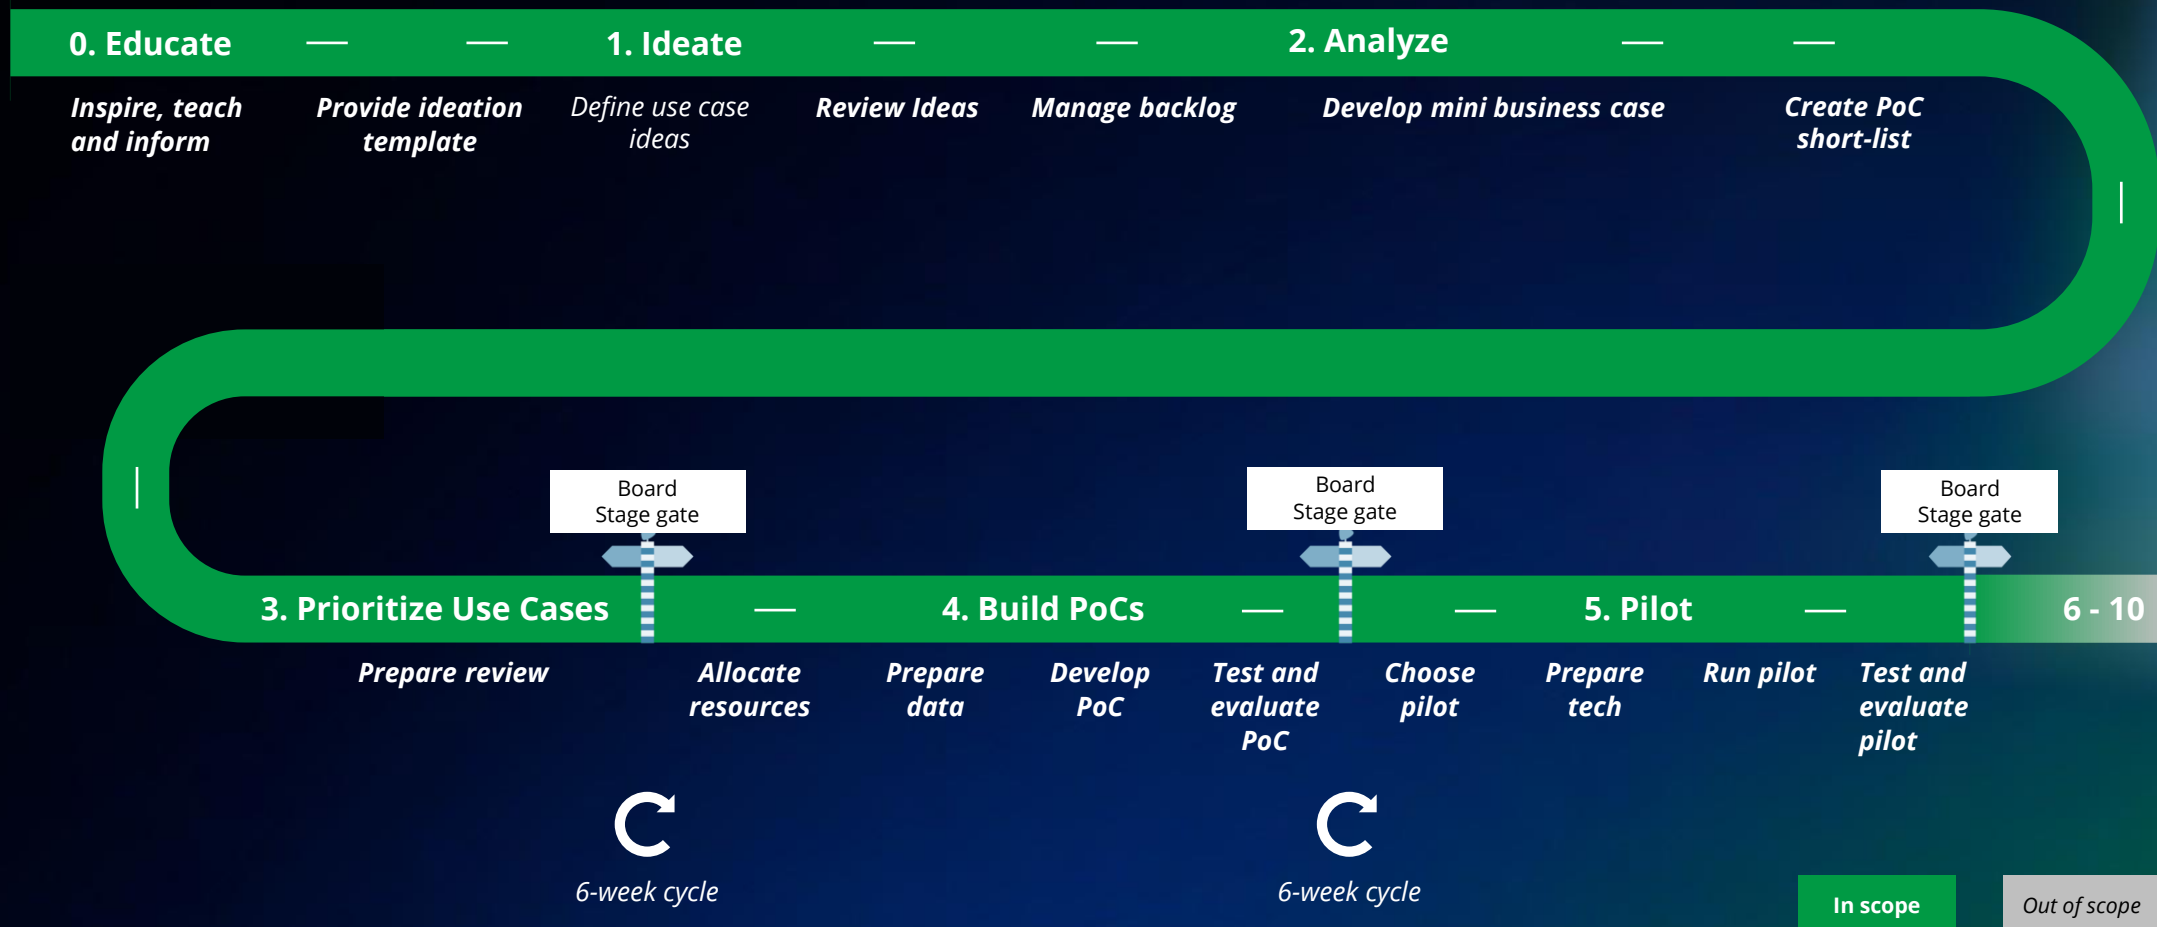 0. Educate
1. Ideate
2. Analyze
Inspire, teach
and inform
Provide ideation
template
Define use case
ideas
Review Ideas
Manage backlog
Develop mini business case
Create PoC
short-list
Board
Stage gate
Board
Stage gate
Board
Stage gate
3. Prioritize Use Cases
4. Build PoCs
5. Pilot
6 - 10
Prepare review
Allocate
resources
Prepare
data
Develop
PoC
Test and
evaluate
PoC
Choose
pilot
Prepare
tech
Run pilot
Test and
evaluate
pilot
6-week cycle
6-week cycle
In scope
Out of scope